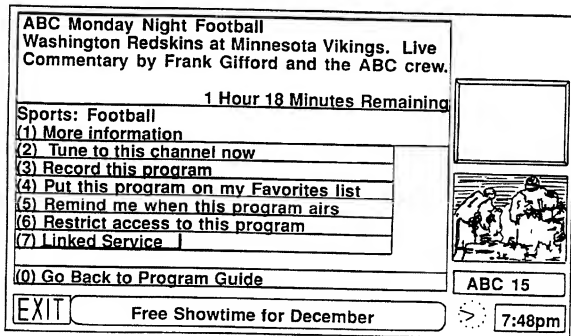 ABC Monday Night Football
Washington Redskins at Minnesota Vikings. Live
Commentary by Frank Gifford and the ABC crew.
1 Hour 18 Minutes Remaining
Sports: Football
(1) More information
(2) Tune to this channel now
(3) Record this program
(4) Put this program on my Favorites list
(5) Remind me when this program airs
(6) Restrict access to this program
(7) Linked Service
(0) Go Back to Program Guide
ABC 15
EXIT
Free Showtime for December
7:48pm